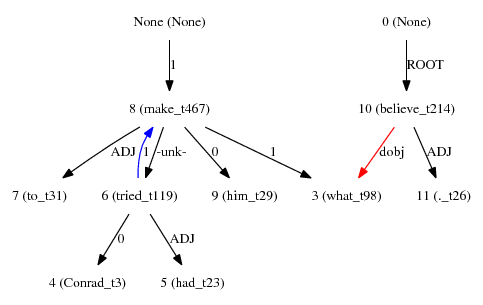 None (None) 0 (None)
1 ROOT
8 (make_t467) 10 (believe_t214)
ADJ 1 -unk- 0 1 dobj ADJ
7 (to_t31) 6 (tried_t119) 9 (him_t29) 3 (what_t98) 11 (._t26)
0 ADJ
4 (Conrad_t3) 5 (had_t23)